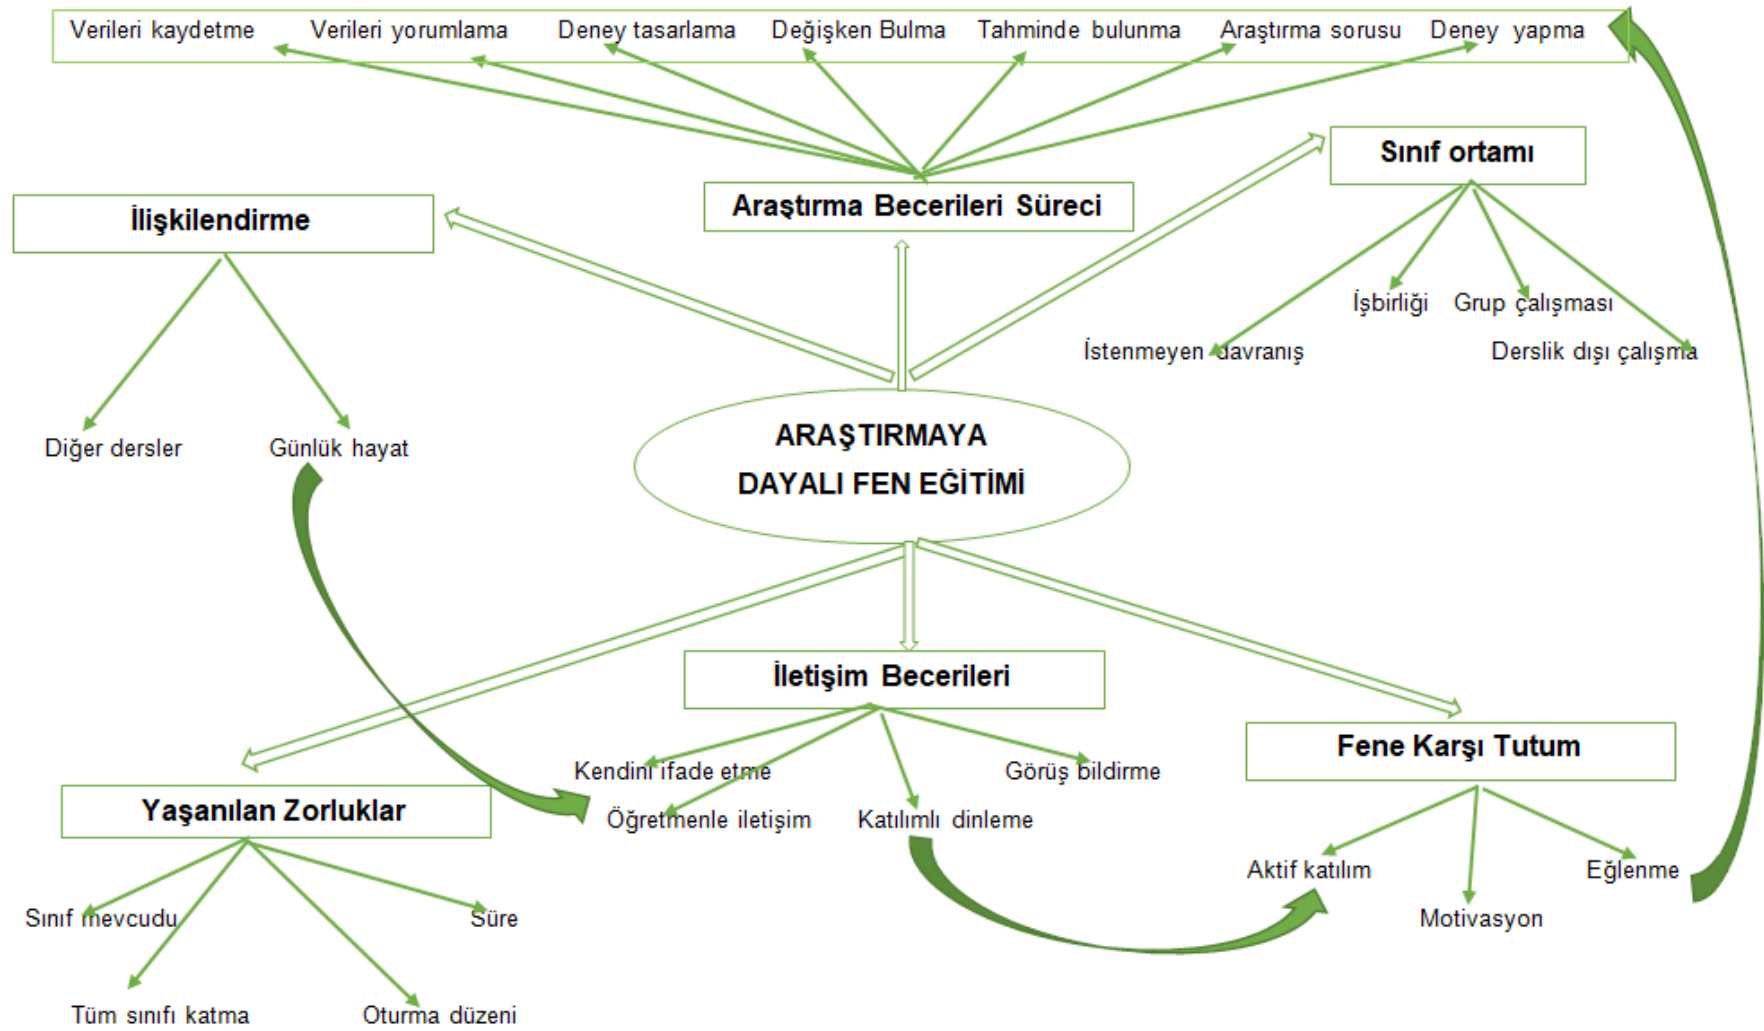 Verileri kaydetme
Verileri yorumlama
Deney tasarlama
Değişken Bulma
Tahminde bulunma
Araştırma sorusu
Deney yapma
Sınıf ortamı
Araştırma Becerileri Süreci
İlişkilendirme
İşbirliği
Grup çalışması
İstenmeyen davranış
Derslik dışı çalışma
Diğer dersler
Günlük hayat
ARAŞTIRMAYA
DAYALI FEN EĞİTİMİ
İletişim Becerileri
Fene Karşı Tutum
Kendini ifade etme
Görüş bildirme
Yaşanılan Zorluklar
Öğretmenle iletişim
Katılımlı dinleme
Aktif katılım
Eğlenme
Sınıf mevcudu
Süre
Motivasyon
Tüm sınıfı katma
Oturma düzeni